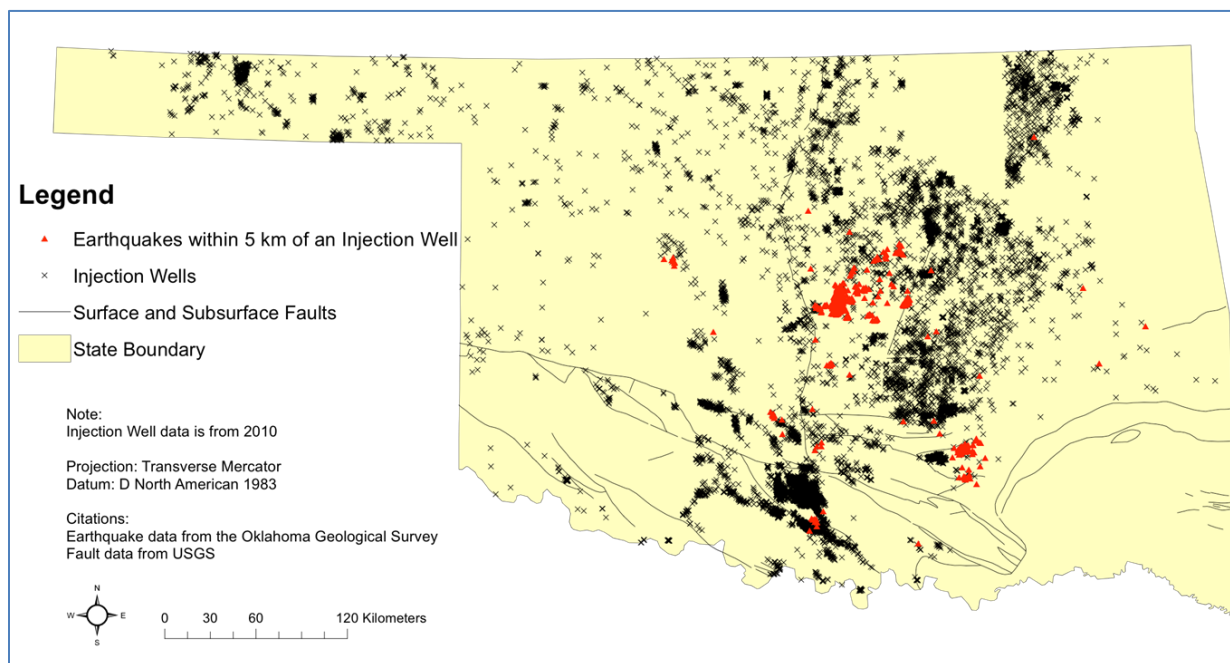 Legend
Earthquakes within 5 km of an Injection Well
Injection Wells
Surface and Subsurface Faults
State Boundary
Note:
Injection Well data is from 2010
Projection: Transverse Mercator
Datum: D North American 1983
Citations:
Earthquake data from the Oklahoma Geological Survey
Fault data from USGS
N
W E
S
0 30 60 120 Kilometers